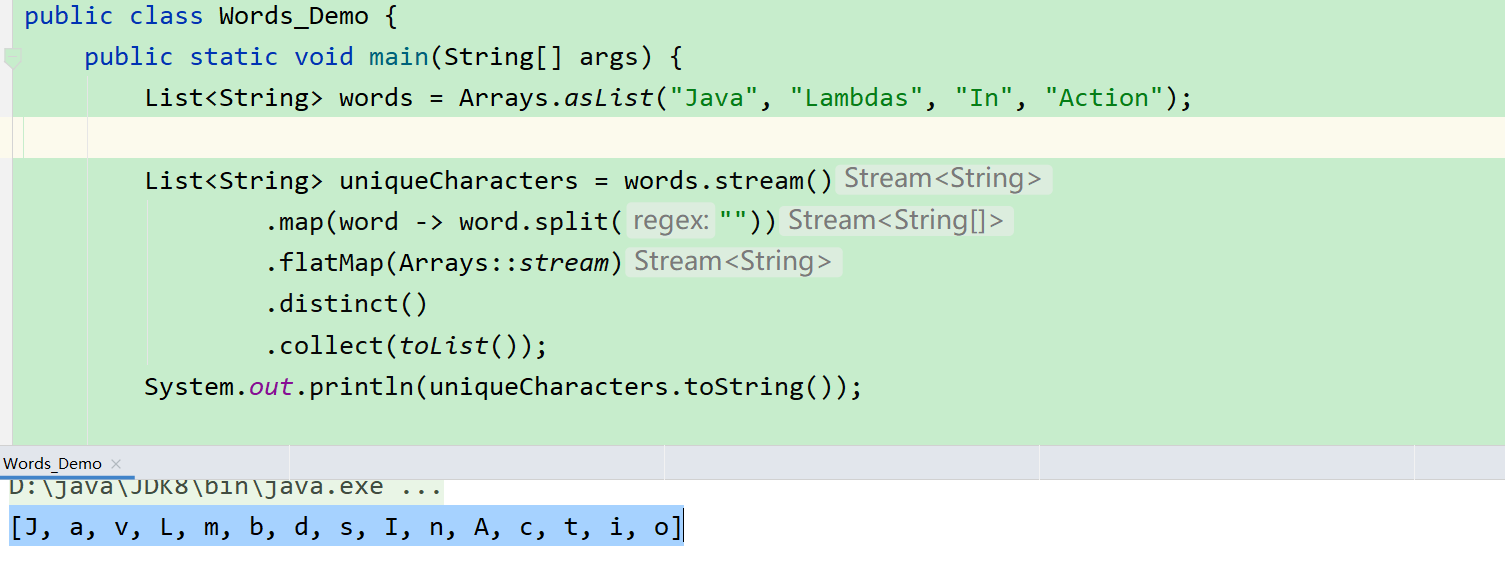 public class Words_Demo {
public static void main(String[] args) {
List<String> words = Arrays.asList("Java", "Lambdas", "In", "Action");
List<String> uniqueCharacters = words.stream() Stream<String>
.map(word -> word.split( regex: "")) Stream<String[]>
.flatMap(Arrays::stream) Stream<String>
.distinct()
.collect(toList());
System.out.println(uniqueCharacters.toString());
Words_Demo ×
D:\java\JDK8\bin\java.exe ...
[J, a, v, L, m, b, d, s, I, n, A, c, t, i, o]